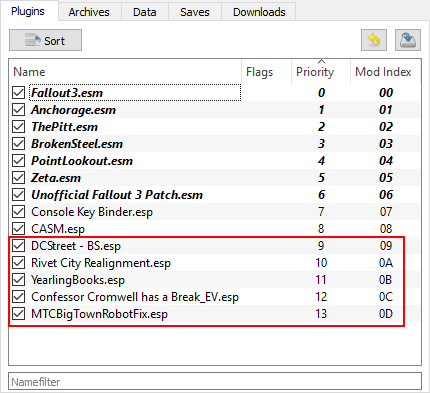 Plugins Archives Data Saves Downloads
Sort
Name Flags Priority Mod Index
Fallout3.esm 0 00
Anchorage.esm 1 01
ThePitt.esm 2 02
BrokenSteel.esm 3 03
PointLookout.esm 4 04
Zeta.esm 5 05
Unofficial Fallout 3 Patch.esm 6 06
Console Key Binder.esp 7 07
CASM.esp 8 08
DCStreet - BS.esp 9 09
Rivet City Realignment.esp 10 0A
YearlingBooks.esp 11 0B
Confessor Cromwell has a Break_EV.esp 12 0C
MTCBigTownRobotFix.esp 13 0D
Namefilter